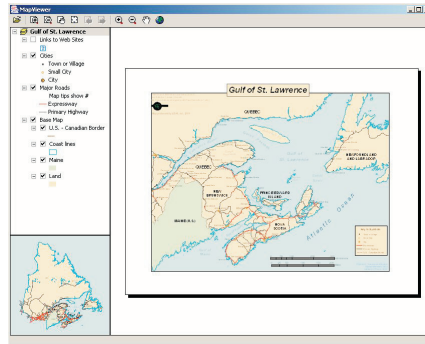 MapViewer
Gulf of St. Lawrence
Links to Web Sites
Cities
Town or Village
Small City
City
Major Roads
Map tips show #
Expressway
Primary Highway
Base Map
U.S. - Canadian Border
Coast lines
Maine
Land
Gulf of St. Lawrence
QUEBEC
NEWFOUNDLAND
AND LABRADOR
QUEBEC
NEW
BRUNSWICK
PRINCE EDWARD
ISLAND
NOVA
SCOTIA
Atlantic Ocean